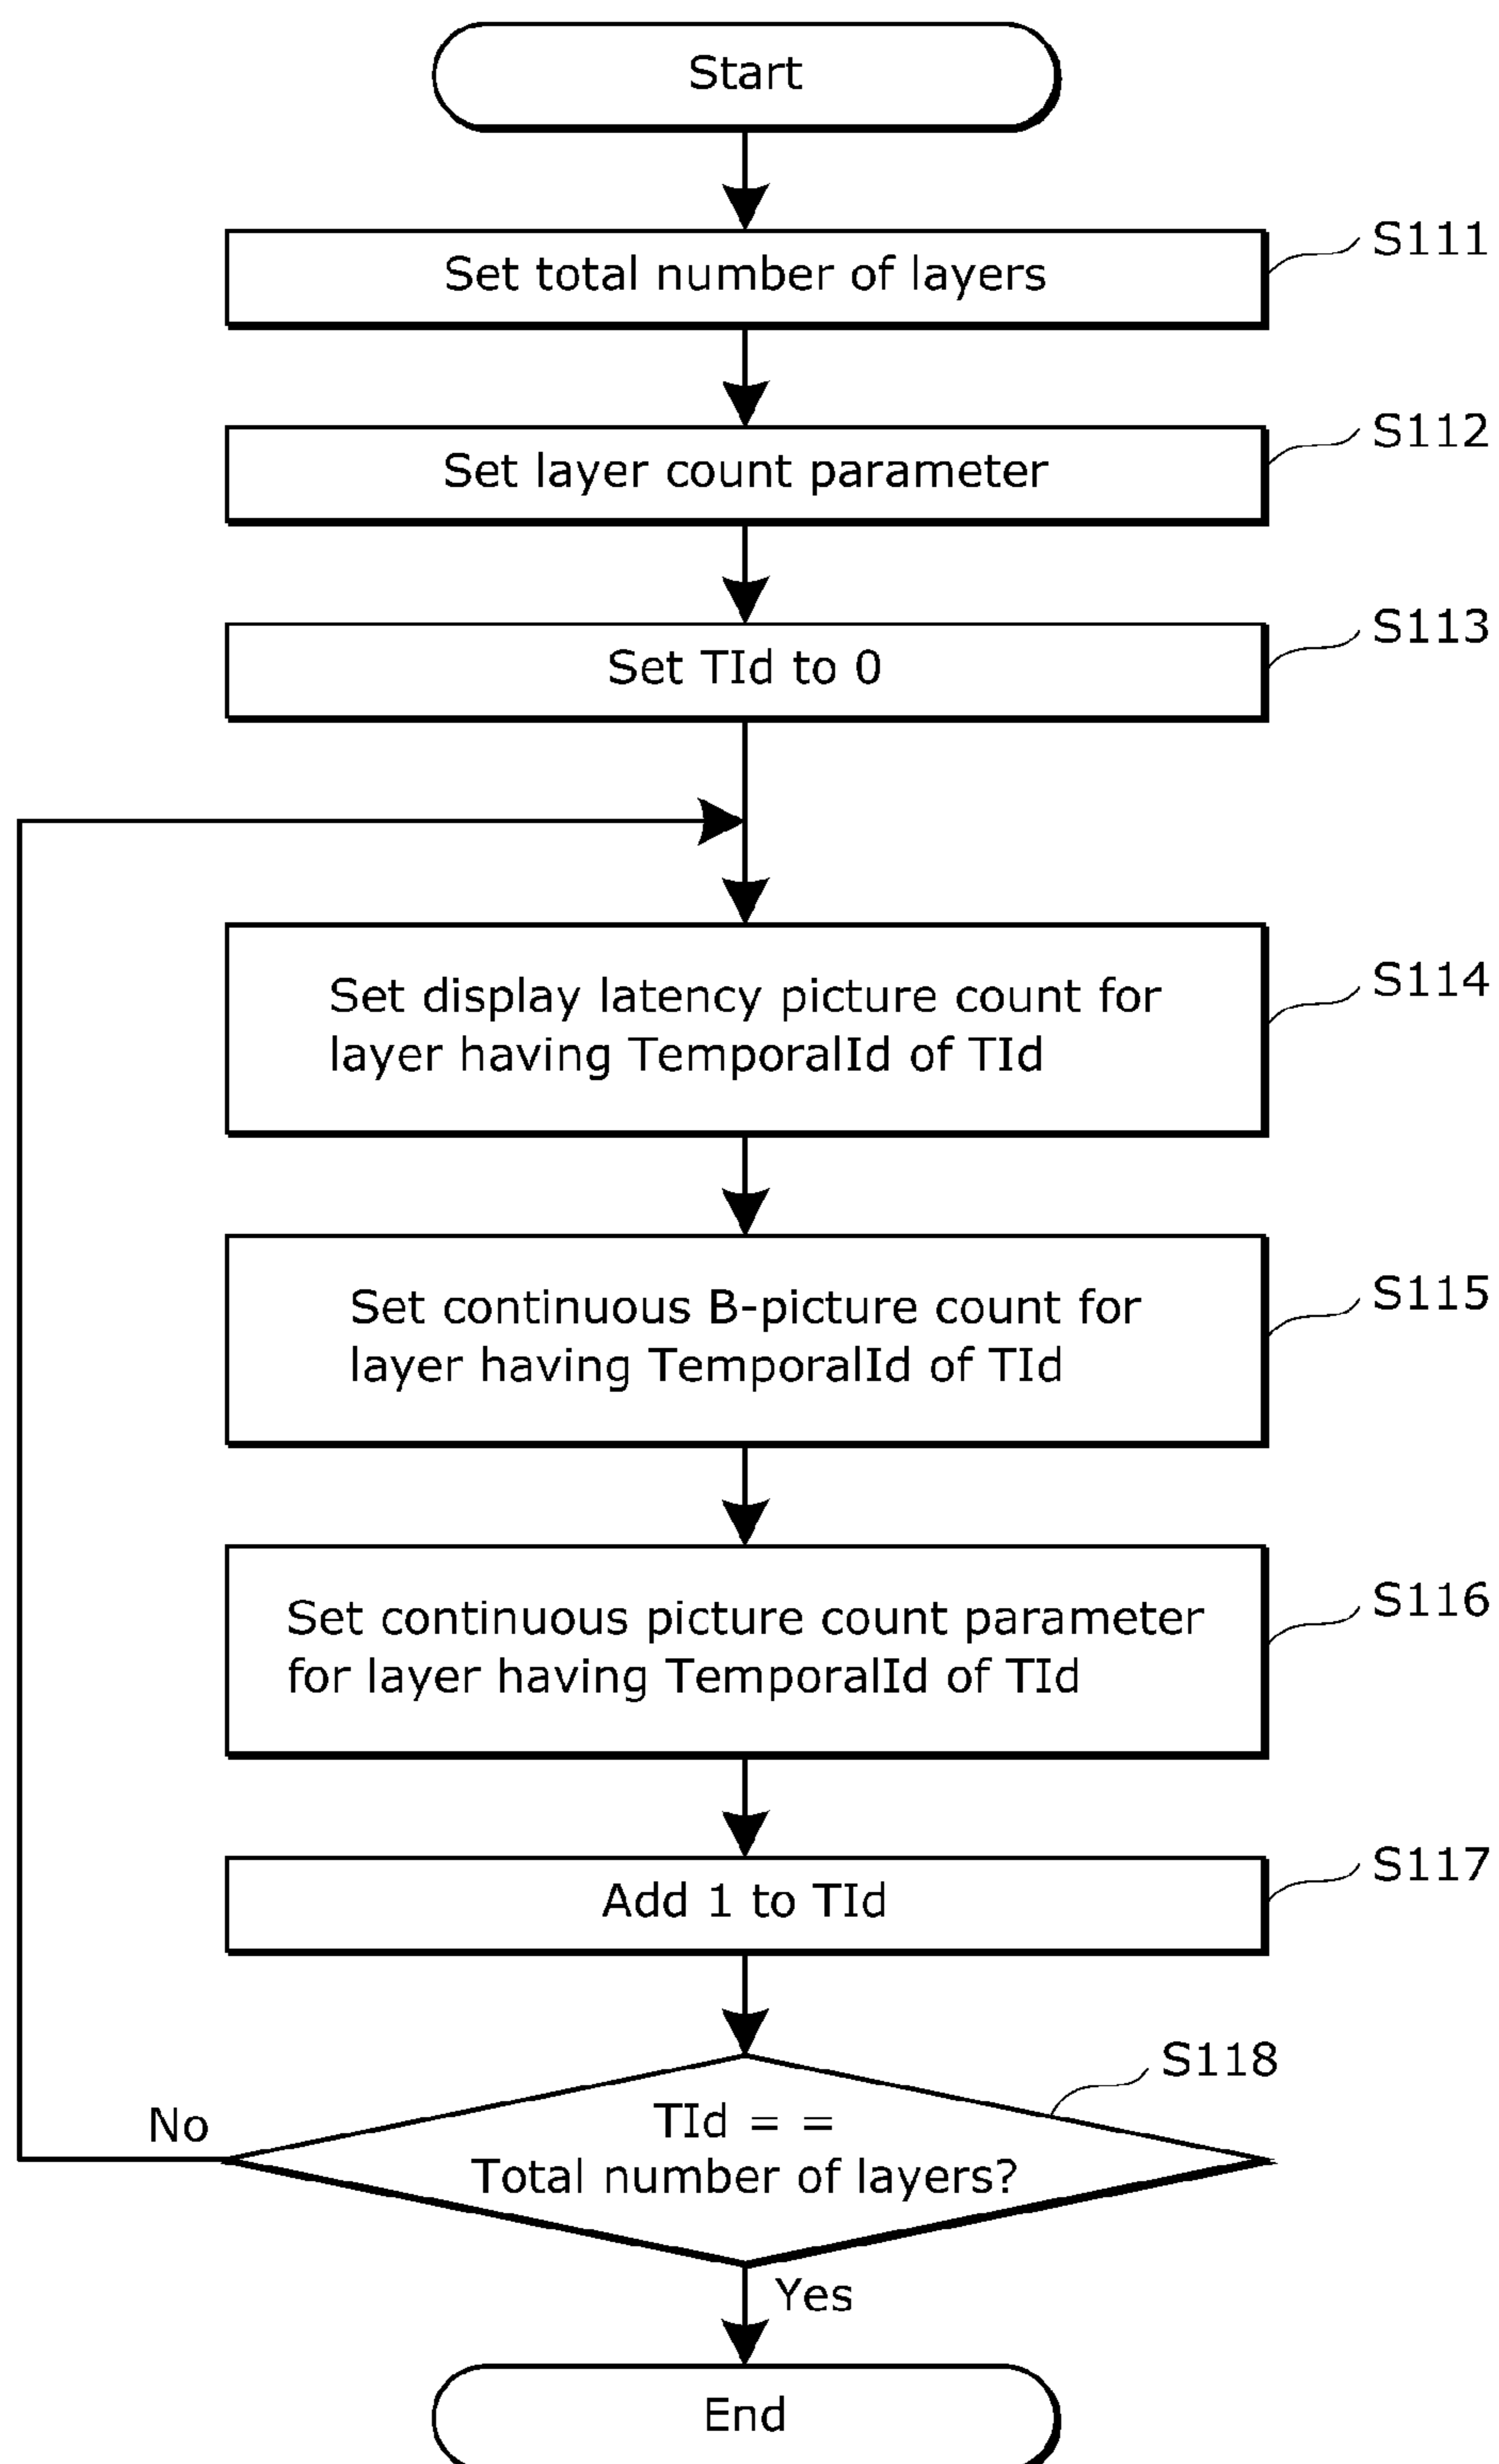 Start
Set total number of layers
S111
Set layer count parameter
S112
Set TId to 0
S113
Set display latency picture count for
layer having TemporalId of TId
S114
Set continuous B-picture count for
layer having TemporalId of TId
S115
Set continuous picture count parameter
for layer having TemporalId of TId
S116
Add 1 to TId
S117
S118
TId = =
Total number of layers?
No
Yes
End